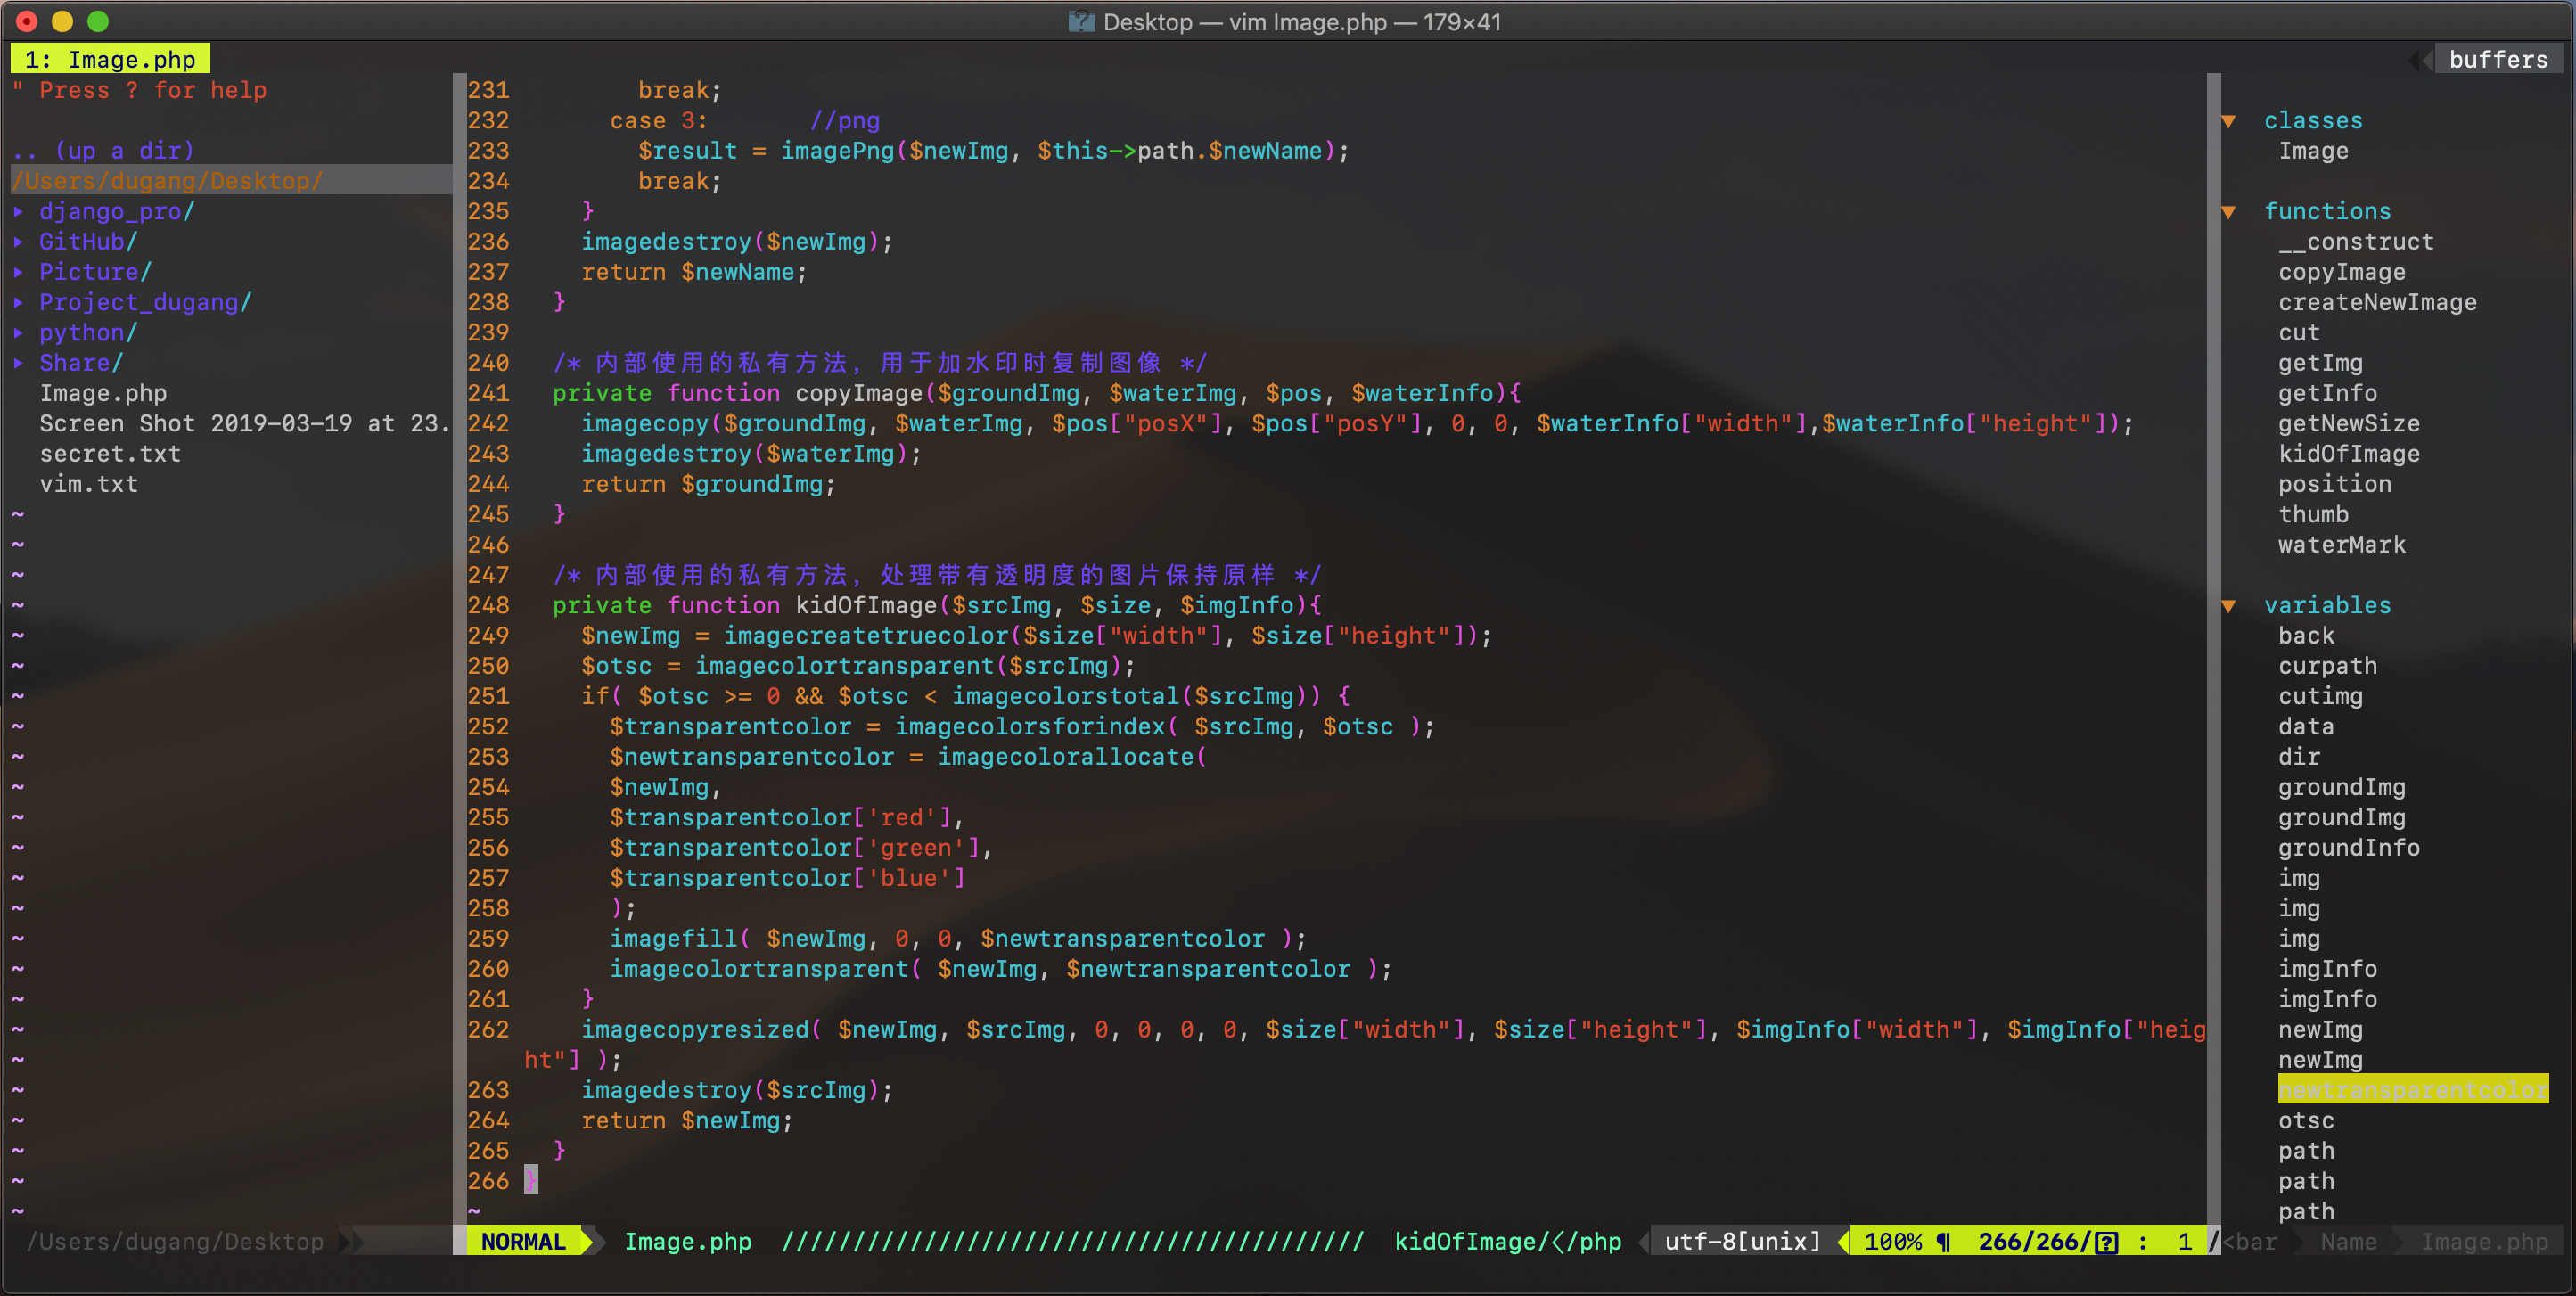 Desktop — vim Image.php — 179×41
1: Image.php
buffers
" Press ? for help
.. (up a dir)
/Users/dugang/Desktop/
▸ django_pro/
▸ GitHub/
▸ Picture/
▸ Project_dugang/
▸ python/
▸ Share/
Image.php
Screen Shot 2019-03-19 at 23.
secret.txt
vim.txt
/Users/dugang/Desktop
231 break;
232 case 3: //png
233 $result = imagePng($newImg, $this->path.$newName);
234 break;
235 }
236 imagedestroy($newImg);
237 return $newName;
238 }
239
240 /* 内部使用的私有方法, 用于加水印时复制图像 */
241 private function copyImage($groundImg, $waterImg, $pos, $waterInfo){
242 imagecopy($groundImg, $waterImg, $pos["posX"], $pos["posY"], 0, 0, $waterInfo["width"],$waterInfo["height"]);
243 imagedestroy($waterImg);
244 return $groundImg;
245 }
246
247 /* 内部使用的私有方法, 处理带有透明度的图片保持原样 */
248 private function kidOfImage($srcImg, $size, $imgInfo){
249 $newImg = imagecreatetruecolor($size["width"], $size["height"]);
250 $otsc = imagecolortransparent($srcImg);
251 if( $otsc >= 0 && $otsc < imagecolorstotal($srcImg)) {
252 $transparentcolor = imagecolorsforindex( $srcImg, $otsc );
253 $newtransparentcolor = imagecolorallocate(
254 $newImg,
255 $transparentcolor['red'],
256 $transparentcolor['green'],
257 $transparentcolor['blue']
258 );
259 imagefill( $newImg, 0, 0, $newtransparentcolor );
260 imagecolortransparent( $newImg, $newtransparentcolor );
261 }
262 imagecopyresized( $newImg, $srcImg, 0, 0, 0, 0, $size["width"], $size["height"], $imgInfo["width"], $imgInfo["heig
ht"] );
263 imagedestroy($srcImg);
264 return $newImg;
265 }
266 }
~
NORMAL Image.php ///////////////////////////////////////// kidOfImage/〈/php utf-8[unix] 100% ¶ 266/266/⍰ : 1 /<bar Name Image.php
▼ classes
Image
▼ functions
__construct
copyImage
createNewImage
cut
getImg
getInfo
getNewSize
kidOfImage
position
thumb
waterMark
▼ variables
back
curpath
cutimg
data
dir
groundImg
groundImg
groundInfo
img
img
img
imgInfo
imgInfo
newImg
newImg
newtransparentcolor
otsc
path
path
path